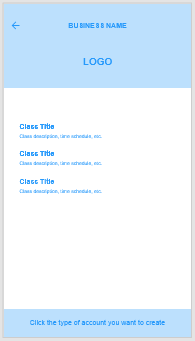 BUSINESS NAME
LOGO
Class Title
Class description, time schedule, etc.
Class Title
Class description, time schedule, etc.
Class Title
Class description, time schedule, etc.
Click the type of account you want to create